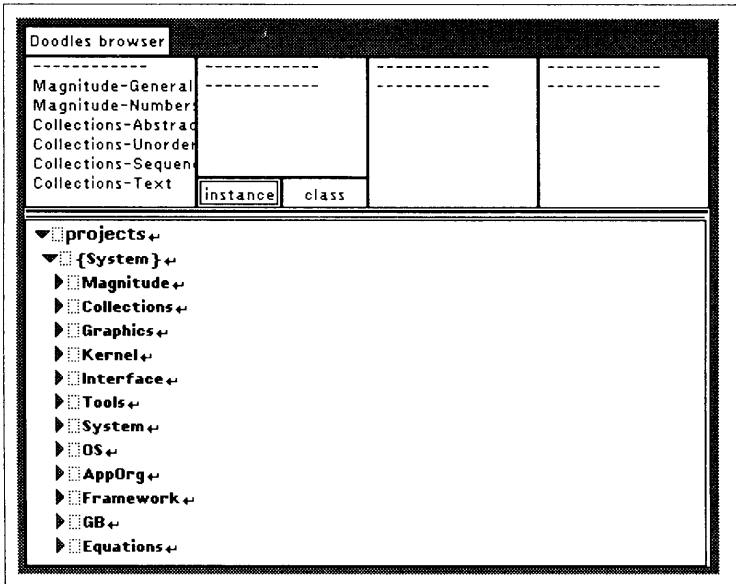 Doodles browser
- - - - - - - - - - - -
Magnitude-General
Magnitude-Numbers
Collections-Abstrac
Collections-Unorder
Collections-Sequen
Collections-Text
- - - - - - - - - - - -
- - - - - - - - - - - -
instance
class
- - - - - - - - - - - -
- - - - - - - - - - - -
- - - - - - - - - - - -
- - - - - - - - - - - -
projects↵
{System}↵
Magnitude↵
Collections↵
Graphics↵
Kernel↵
Interface↵
Tools↵
System↵
OS↵
AppOrg↵
Framework↵
GB↵
Equations↵